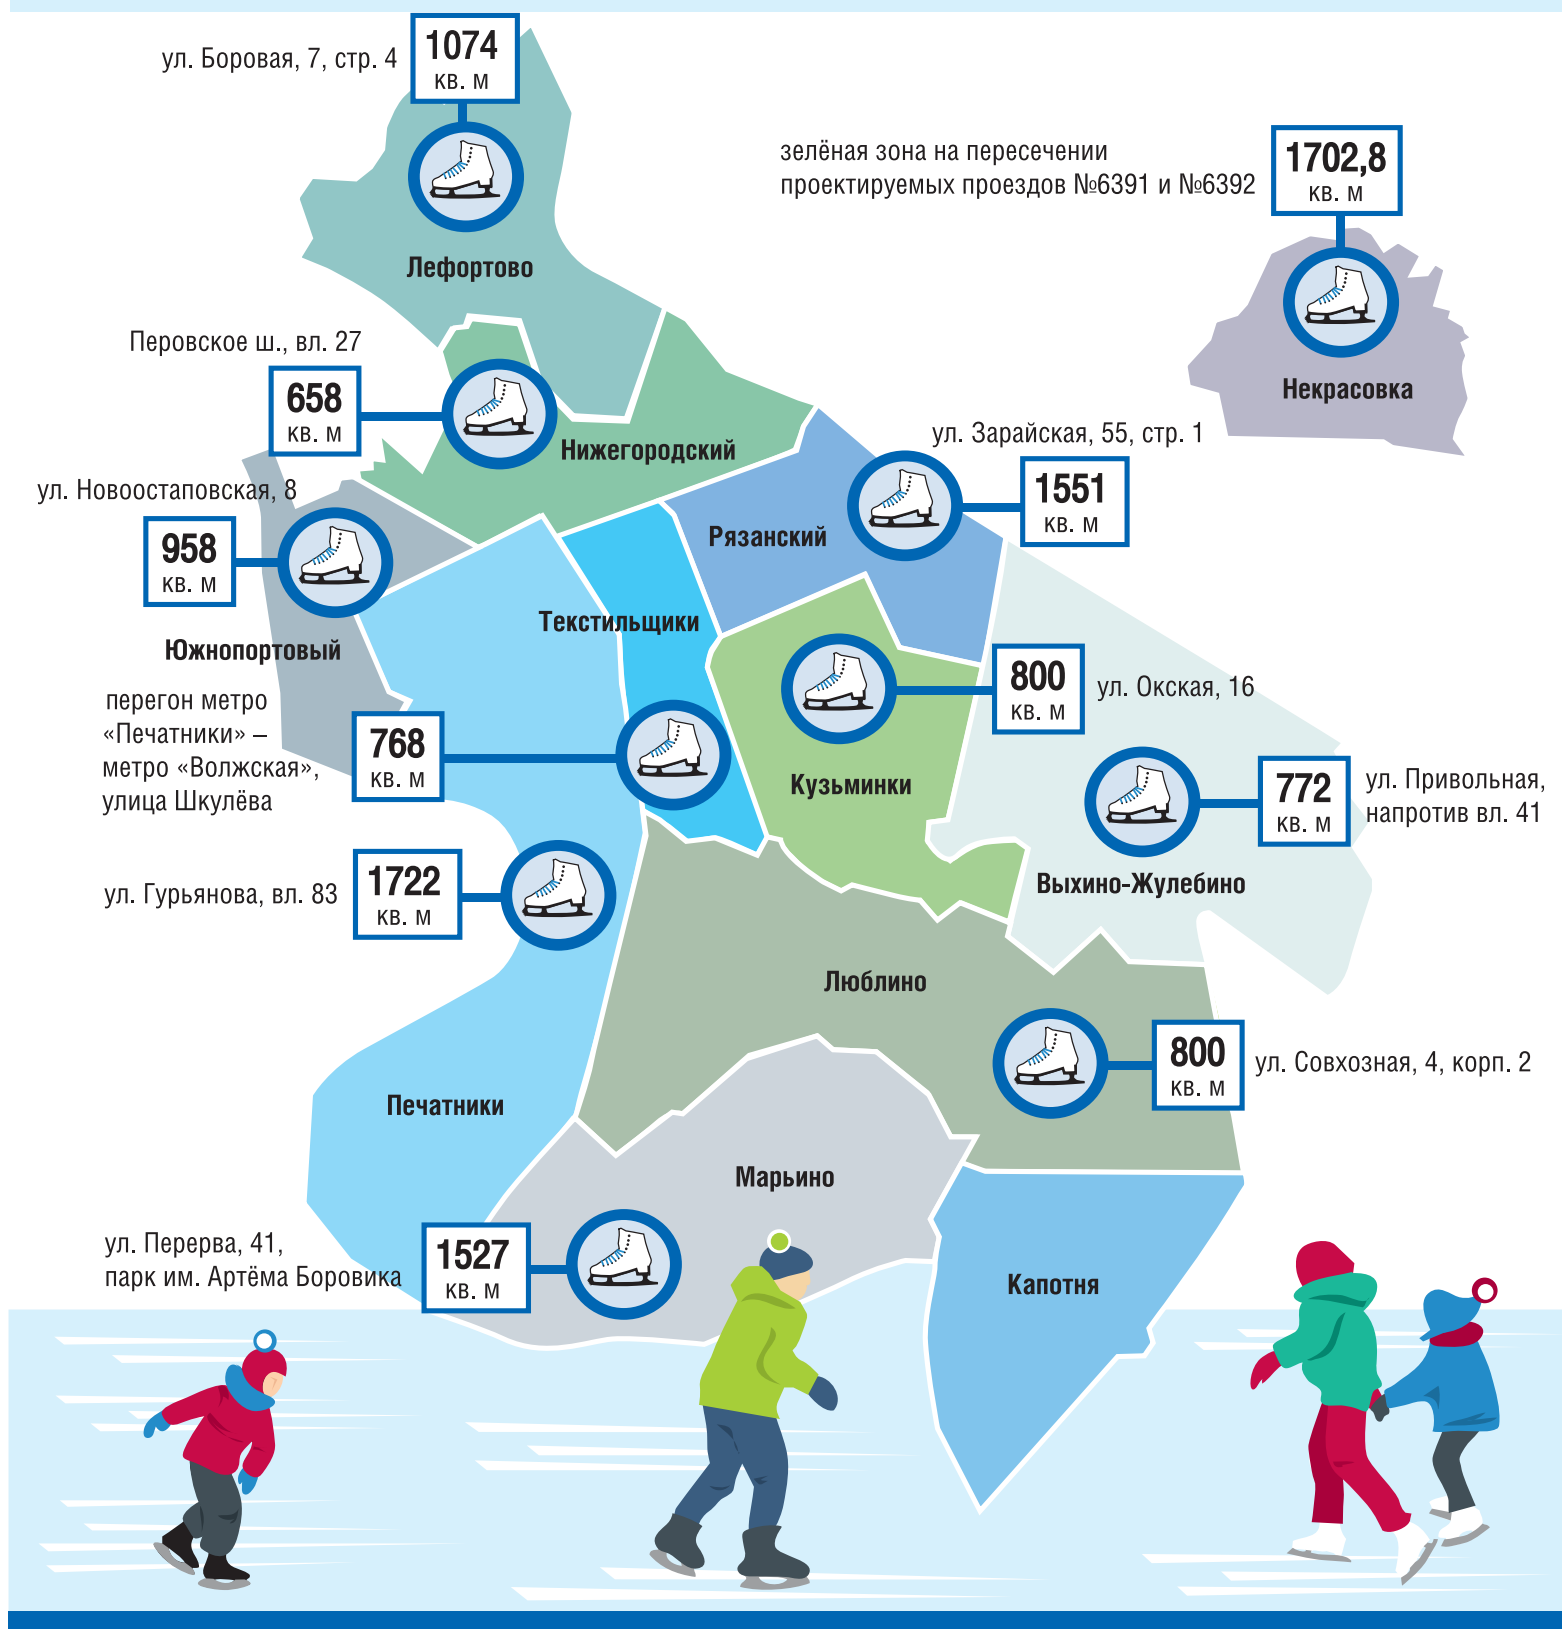 ул. Боровая, 7, стр. 4
1074
кв. м
Лефортово
зелёная зона на пересечении
проектируемых проездов №6391 и №6392
1702,8
кв. м
Некрасовка
Перовское ш., вл. 27
658
кв. м
Нижегородский
ул. Зарайская, 55, стр. 1
1551
кв. м
Рязанский
ул. Новоостаповская, 8
958
кв. м
Южнопортовый
Текстильщики
перегон метро
«Печатники» –
метро «Волжская»,
улица Шкулёва
768
кв. м
800
кв. м
ул. Окская, 16
Кузьминки
772
кв. м
ул. Привольная,
напротив вл. 41
Выхино-Жулебино
ул. Гурьянова, вл. 83
1722
кв. м
Люблино
800
кв. м
ул. Совхозная, 4, корп. 2
Печатники
Марьино
ул. Перерва, 41,
парк им. Артёма Боровика
1527
кв. м
Капотня